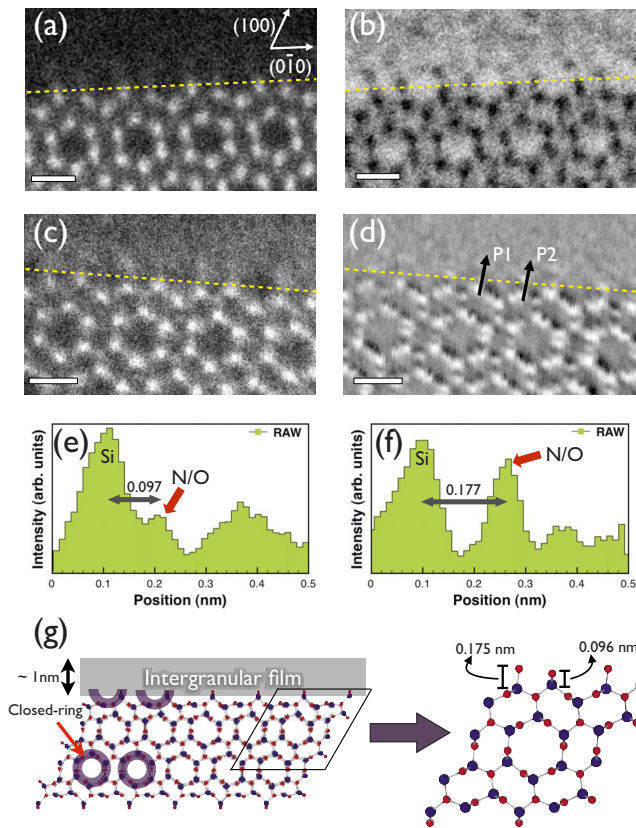 (a)
(100)
(01̄0)
(b)
(c)
(d)
P1
P2
(e)
RAW
Si
N/O
0.097
Intensity (arb. units)
0 0.1 0.2 0.3 0.4 0.5
Position (nm)
(f)
RAW
Si
N/O
0.177
Intensity (arb. units)
0 0.1 0.2 0.3 0.4 0.5
Position (nm)
(g)
~ 1nm
Intergranular film
Closed-ring
0.175 nm
0.096 nm